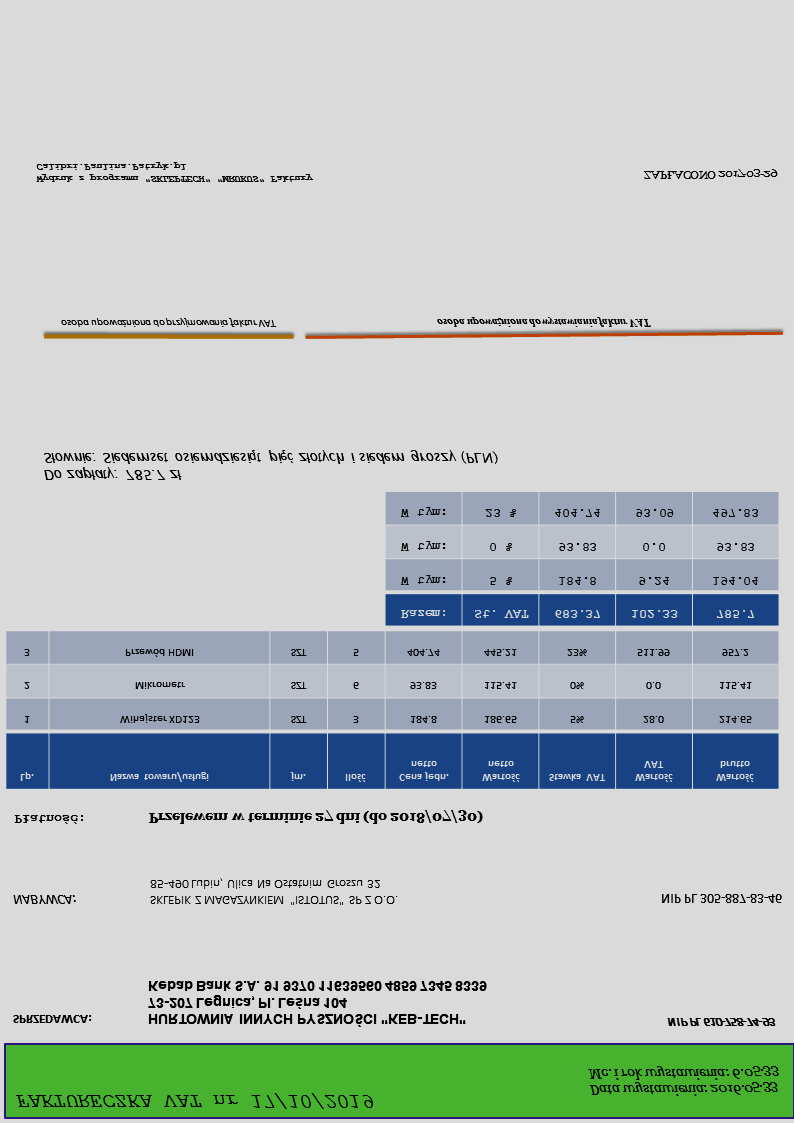 FAKTURECZKA VAT nr 17/10/2019
Data wystawienia: 2016.05.33
Mc. i rok wystawienia: 6.05.33
SPRZEDAWCA:
HURTOWNIA INNYCH PYSZNOŚCI "KEB-TECH"
NIP PL 610-758-74-93
73-207 Legnica, Pl. Leśna 104
Kebab Bank S.A. 91 9370 11639560 4859 7345 8339
NABYWCA:
SKLEPIK Z MAGAZYNKIEM "ISTOTUS" SP Z O.O.
NIP PL 305-887-83-46
85-490 Lubin, Ulica Na Ostatnim Groszu 32
Płatność:
Przelewem w terminie 27 dni (do 2018/07/30)
Lp. Nazwa towaru/usługi jm. Ilość Cena jedn. netto Wartość netto Stawka VAT Wartość VAT Wartość brutto
1 Wihajster XD123 SZT 3 184.8 186.65 5% 28.0 214.65
2 Mikrometr SZT 6 93.83 115.41 0% 0.0 115.41
3 Przewód HDMI SZT 5 404.74 445.21 23% 511.99 957.2
Razem: St. VAT 683.37 102.33 785.7
W tym: 5 % 184.8 9.24 194.04
W tym: 0 % 93.83 0.0 93.83
W tym: 23 % 404.74 93.09 497.83
Do zapłaty: 785.7 zł
Słownie: Siedemset osiemdziesiąt pięć złotych i siedem groszy (PLN)
osoba upoważniona do przyjmowania faktur VAT
osoba upoważniona do wystawiania faktur VAT
Wydruk z programu "SKLEPTECH" "MRUKUS" Faktury
Calibri.Paulina.Patryk.pl
ZAPŁACONO 2017-03-29